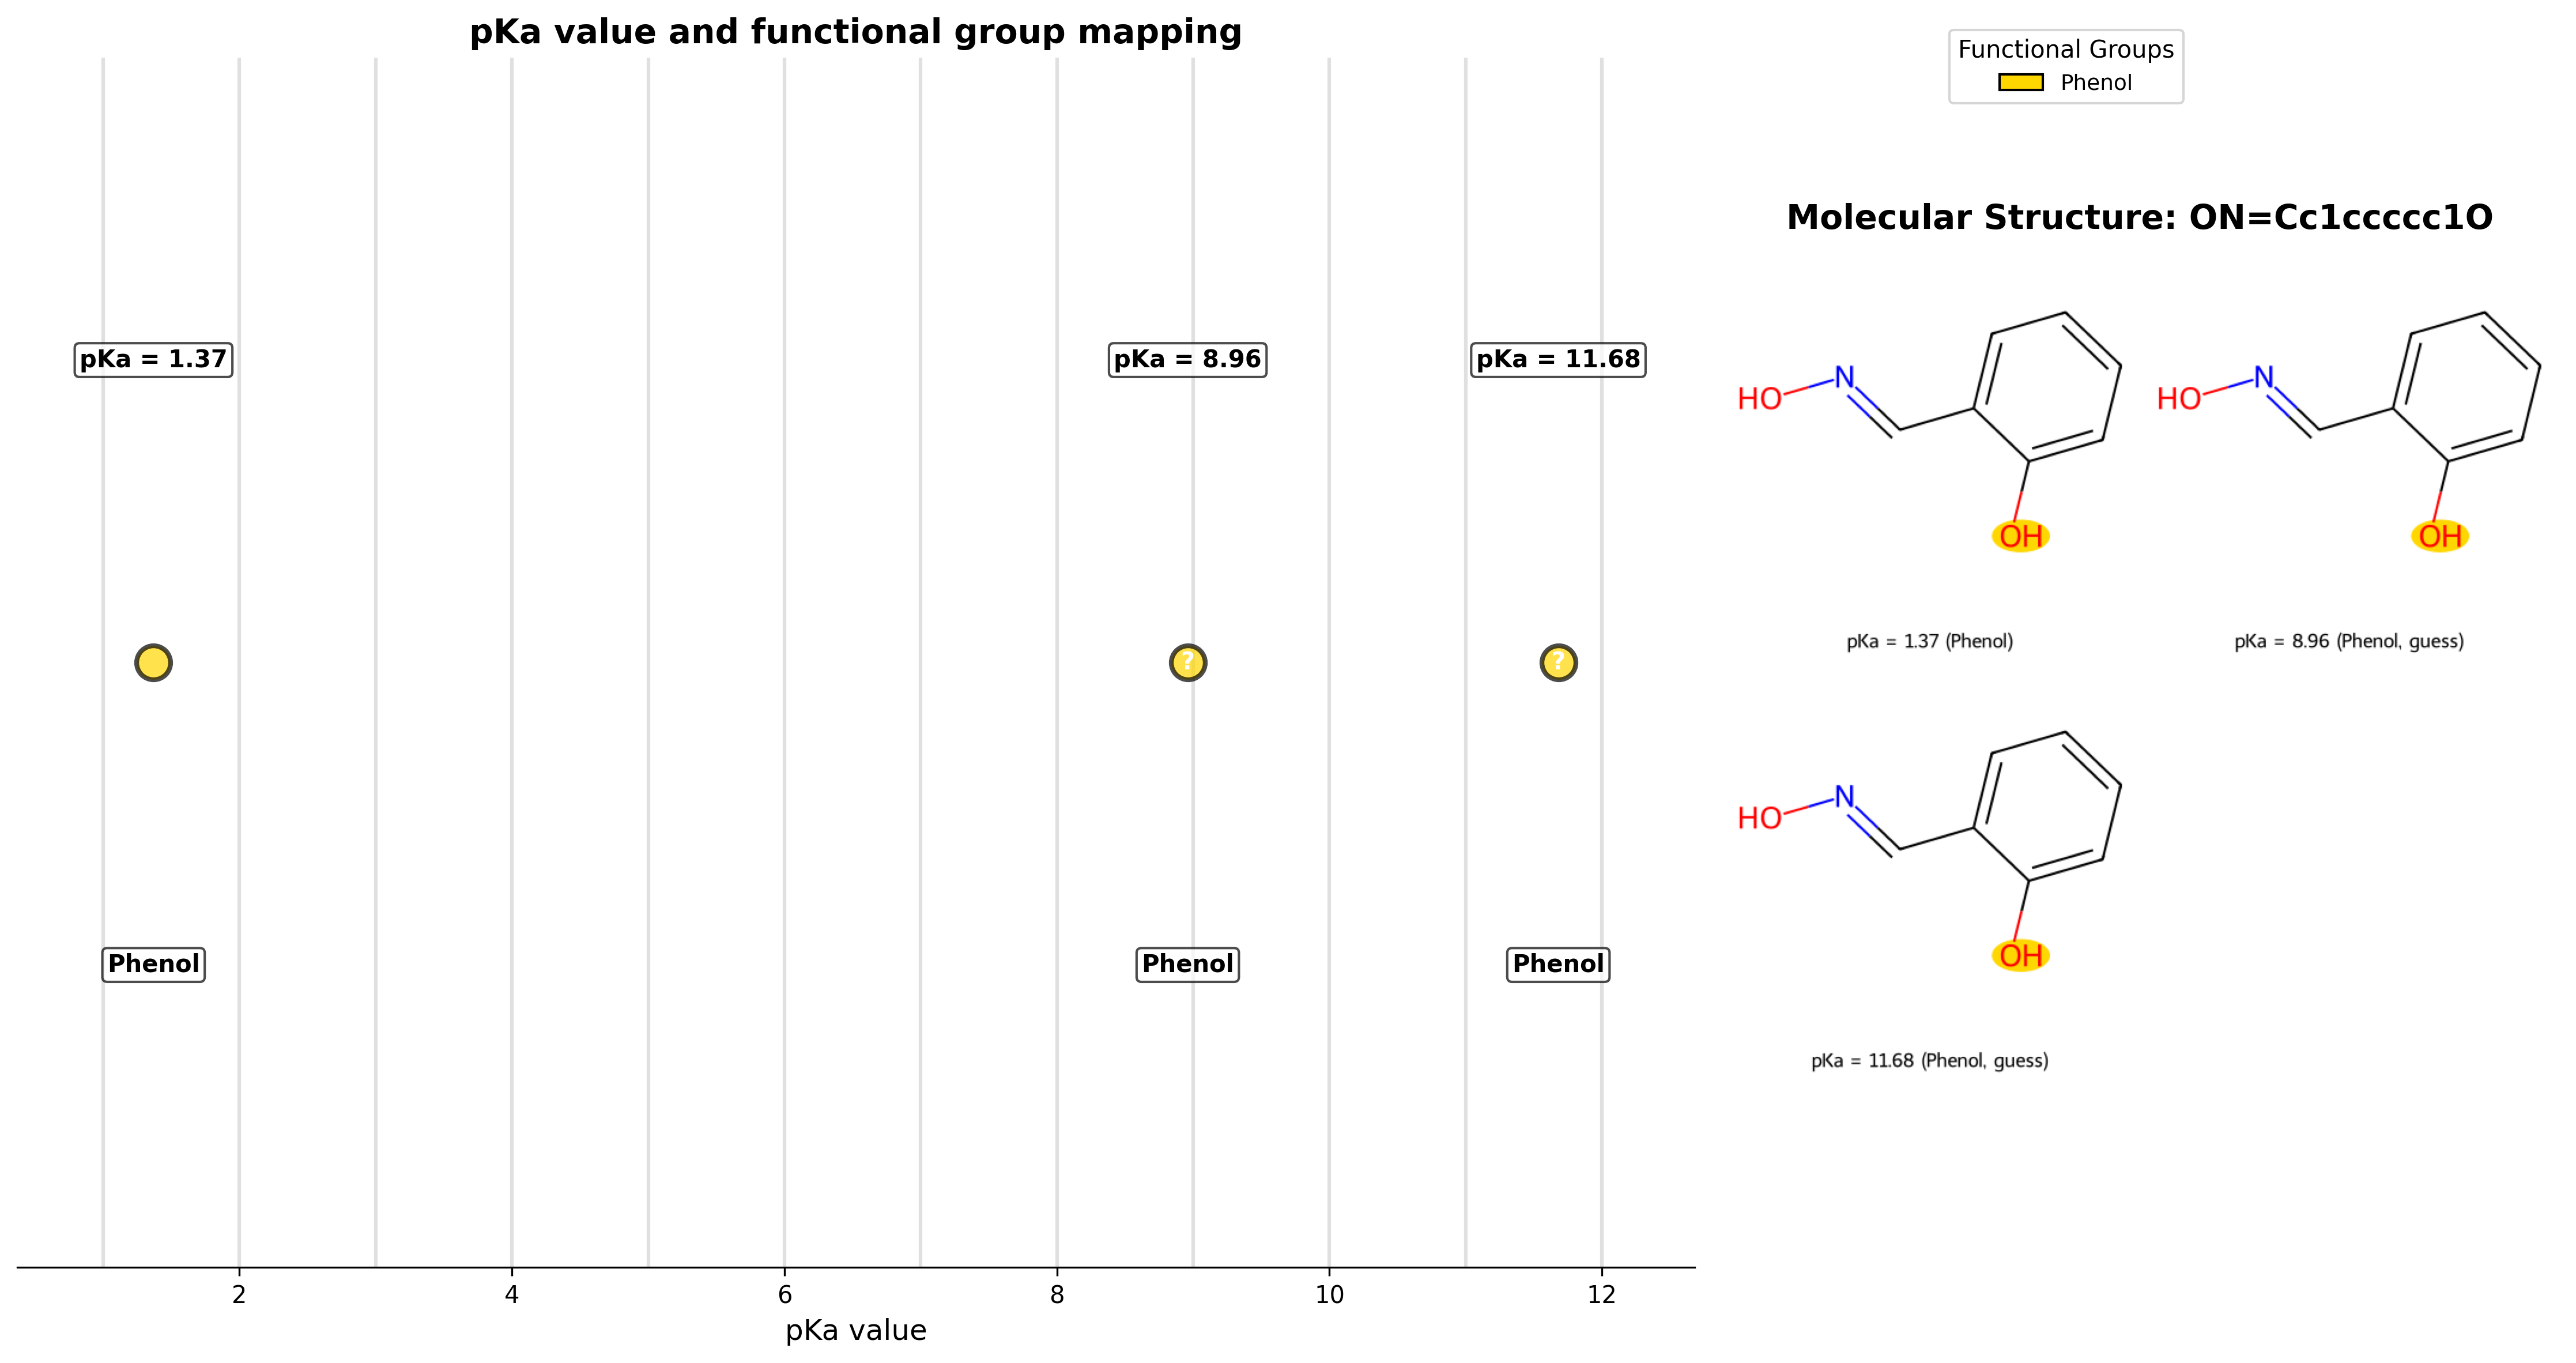 pKa value and functional group mapping
Functional Groups
Phenol
Molecular Structure: ON=Cc1ccccc1O
pKa = 1.37
pKa = 8.96
pKa = 11.68
?
?
Phenol
Phenol
Phenol
2
4
6
8
10
12
pKa value
HO
N
OH
pKa = 1.37 (Phenol)
HO
N
OH
pKa = 8.96 (Phenol, guess)
HO
N
OH
pKa = 11.68 (Phenol, guess)